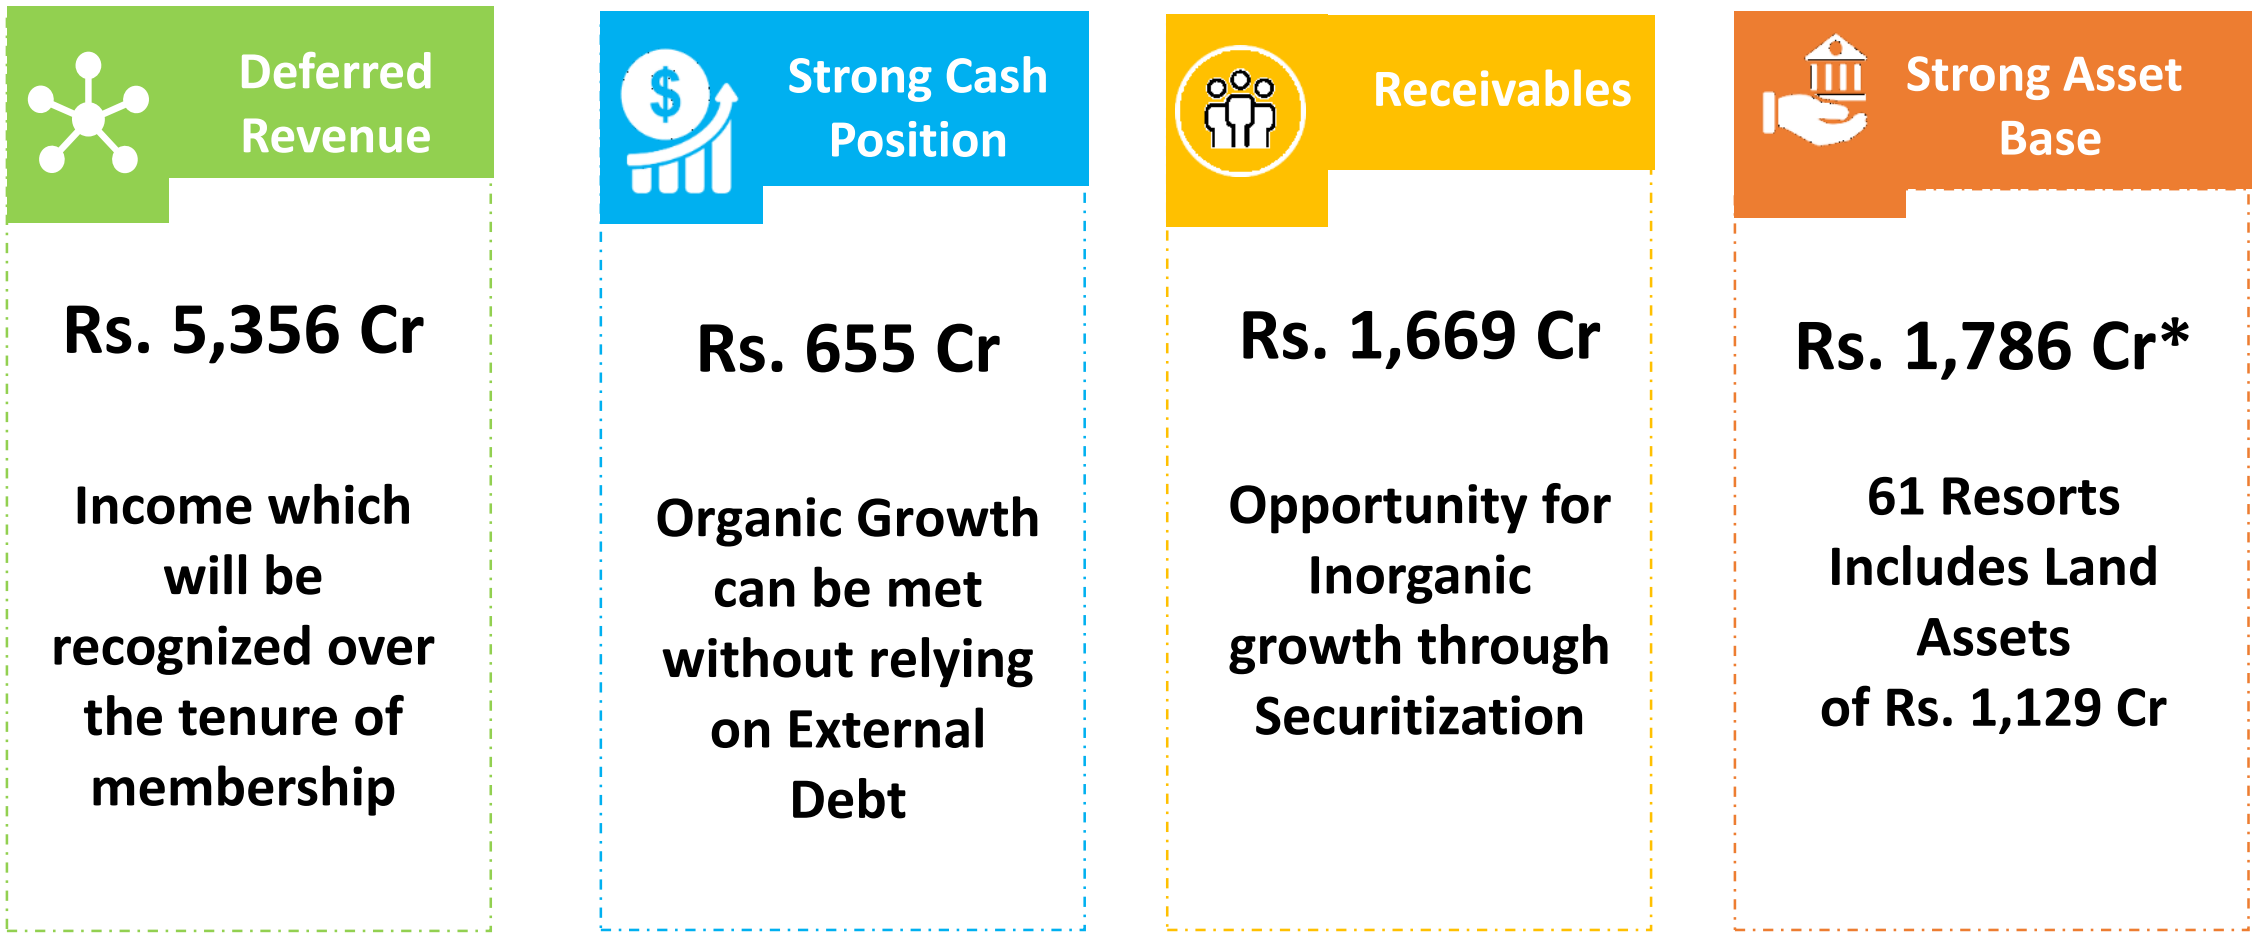 Deferred
Revenue
Rs. 5,356 Cr
Income which
will be
recognized over
the tenure of
membership
$
Strong Cash
Position
Rs. 655 Cr
Organic Growth
can be met
without relying
on External
Debt
Receivables
Rs. 1,669 Cr
Opportunity for
Inorganic
growth through
Securitization
Strong Asset
Base
Rs. 1,786 Cr*
61 Resorts
Includes Land
Assets
of Rs. 1,129 Cr